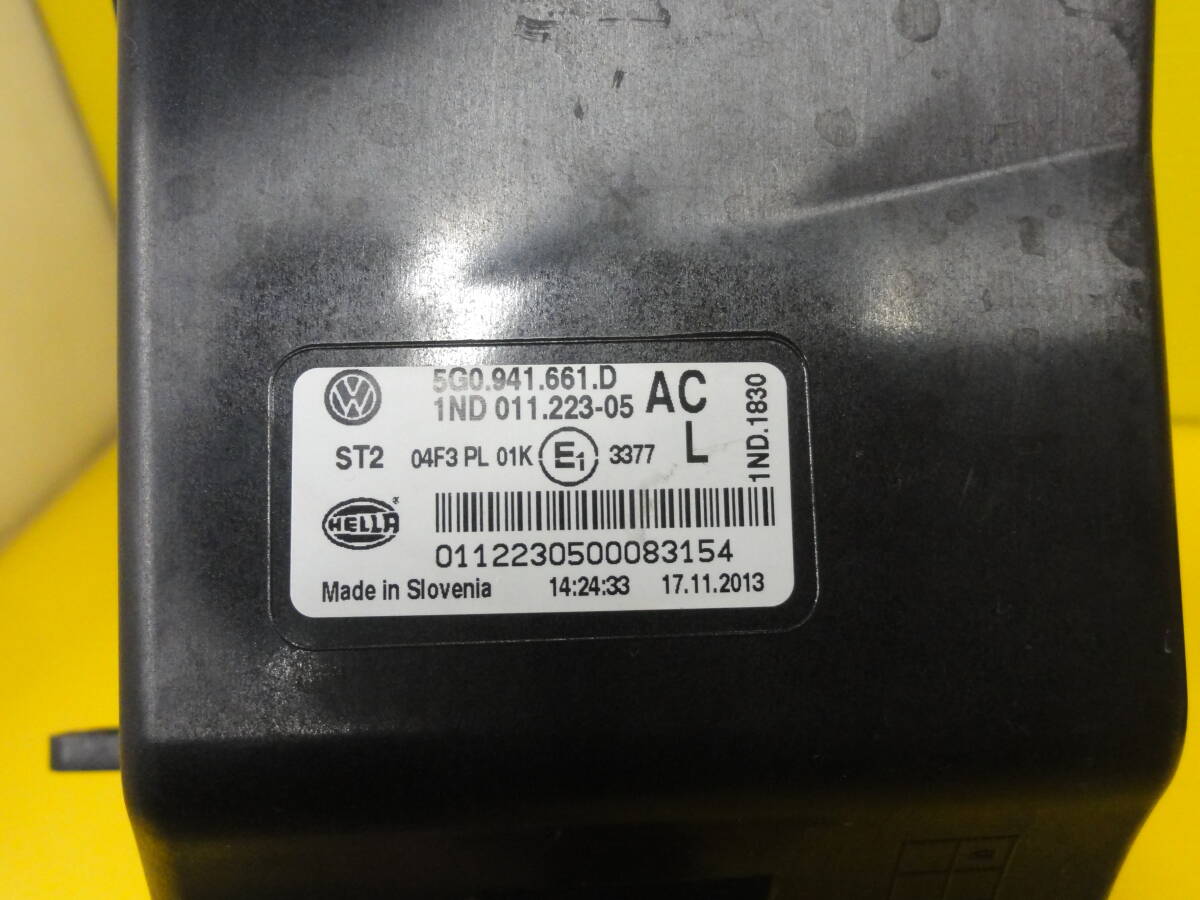 5G0.941.661.D
1ND 011.223-05 AC
ST2 04F3 PL 01K E1 3377 L
1ND.1830
HELLA
0112230500083154
Made in Slovenia 14:24:33 17.11.2013